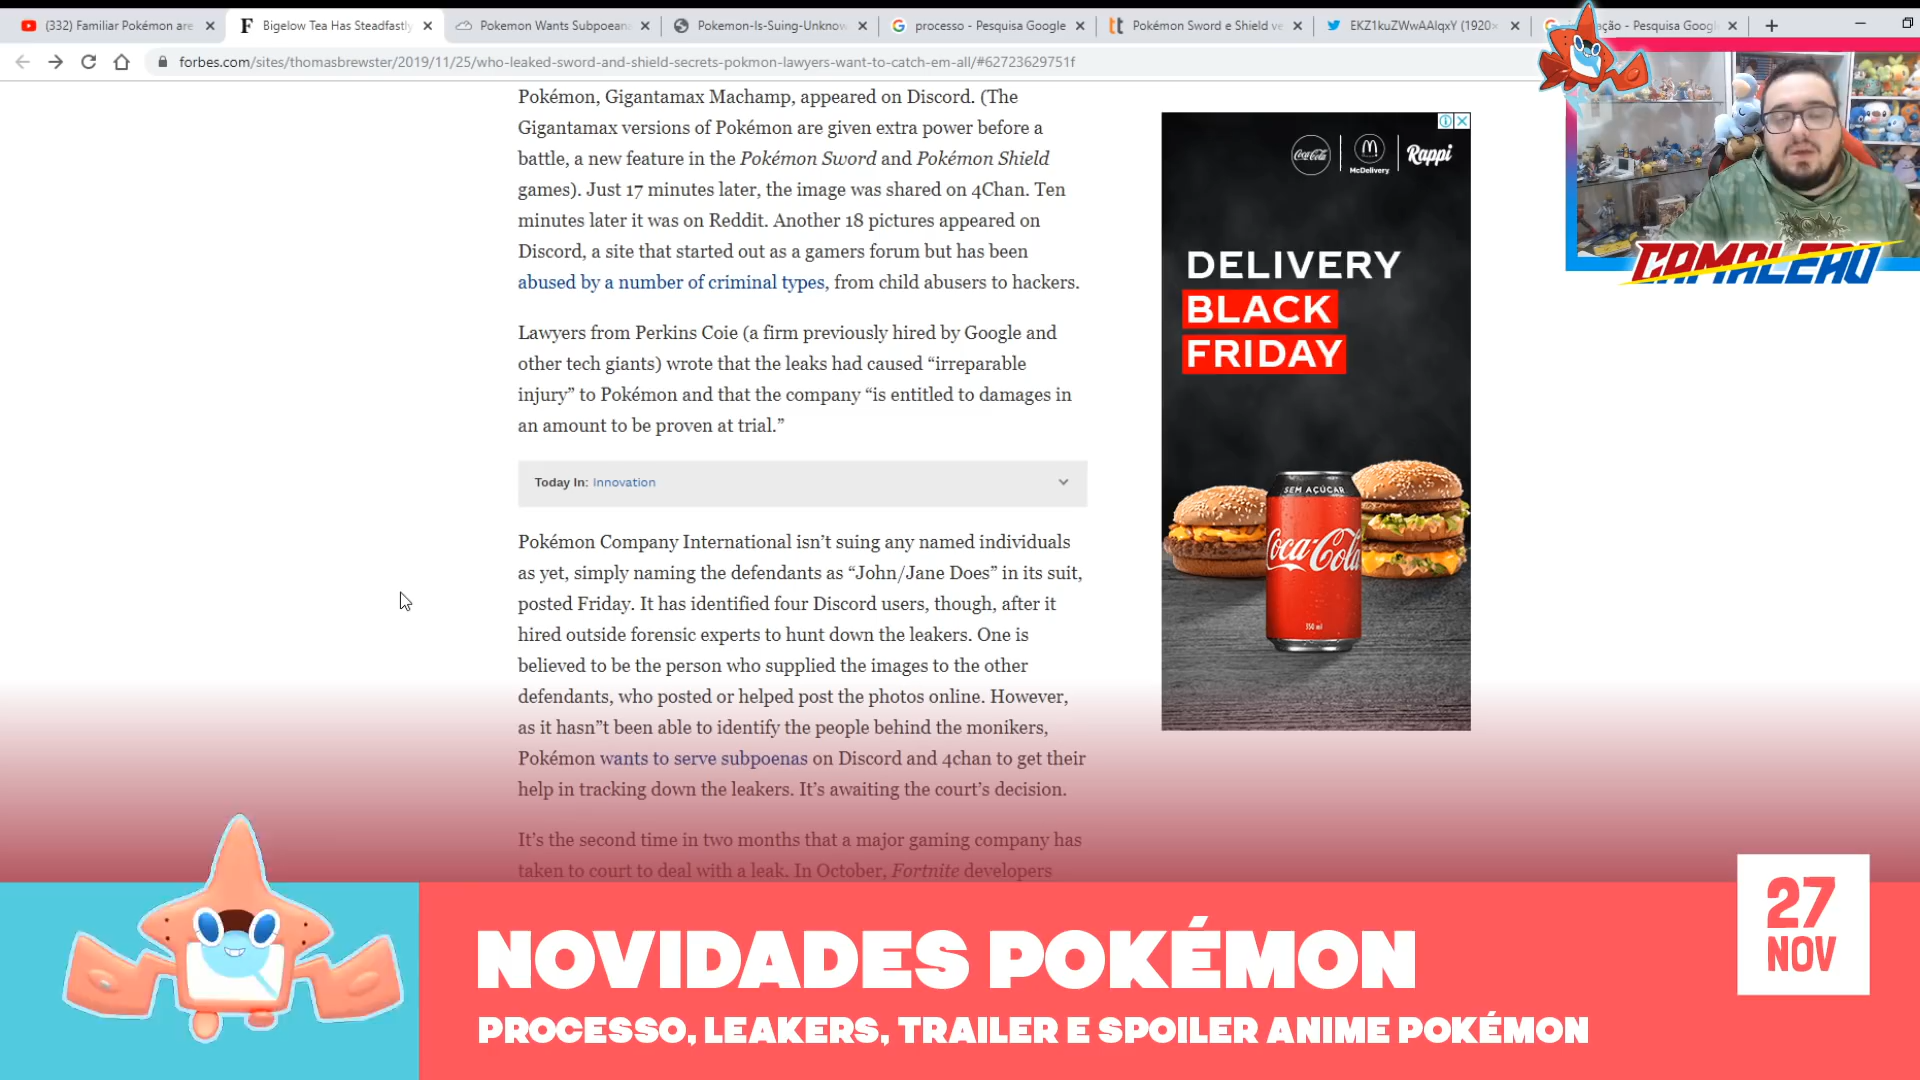 (332) Familiar Pokémon are
Bigelow Tea Has Steadfastly
Pokemon Wants Subpoena
Pokemon-Is-Suing-Unknow
processo - Pesquisa Google
Pokémon Sword e Shield ve
EKZ1kuZWwAAlqxY (1920×
ação - Pesquisa Googl
forbes.com/sites/thomasbrewster/2019/11/25/who-leaked-sword-and-shield-secrets-pokmon-lawyers-want-to-catch-em-all/#62723629751f
Pokémon, Gigantamax Machamp, appeared on Discord. (The
Gigantamax versions of Pokémon are given extra power before a
battle, a new feature in the Pokémon Sword and Pokémon Shield
games). Just 17 minutes later, the image was shared on 4Chan. Ten
minutes later it was on Reddit. Another 18 pictures appeared on
Discord, a site that started out as a gamers forum but has been
abused by a number of criminal types, from child abusers to hackers.
Lawyers from Perkins Coie (a firm previously hired by Google and
other tech giants) wrote that the leaks had caused “irreparable
injury” to Pokémon and that the company “is entitled to damages in
an amount to be proven at trial.”
Today In: Innovation
Pokémon Company International isn’t suing any named individuals
as yet, simply naming the defendants as “John/Jane Does” in its suit,
posted Friday. It has identified four Discord users, though, after it
hired outside forensic experts to hunt down the leakers. One is
believed to be the person who supplied the images to the other
defendants, who posted or helped post the photos online. However,
as it hasn”t been able to identify the people behind the monikers,
Pokémon wants to serve subpoenas on Discord and 4chan to get their
help in tracking down the leakers. It’s awaiting the court’s decision.
It’s the second time in two months that a major gaming company has
taken to court to deal with a leak. In October, Fortnite developers
Coca-Cola
McDelivery
Rappi
DELIVERY
BLACK
FRIDAY
SEM AÇÚCAR
Coca-Cola
350 ml
CAMALEAO
27
NOV
NOVIDADES POKÉMON
PROCESSO, LEAKERS, TRAILER E SPOILER ANIME POKÉMON